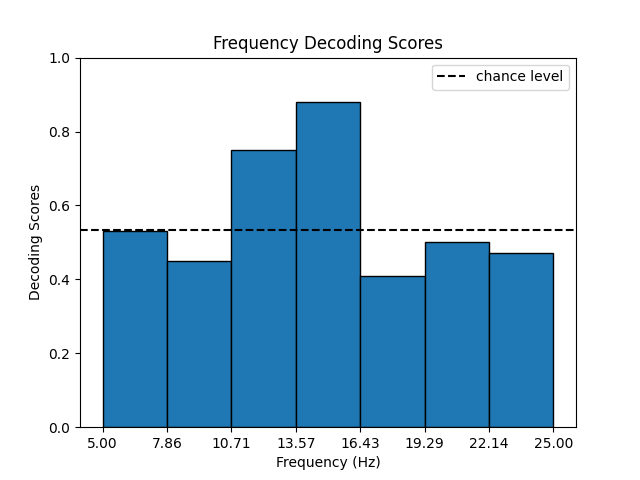 Frequency Decoding Scores
chance level
1.0
0.8
0.6
0.4
0.2
0.0
Decoding Scores
5.00 7.86 10.71 13.57 16.43 19.29 22.14 25.00
Frequency (Hz)